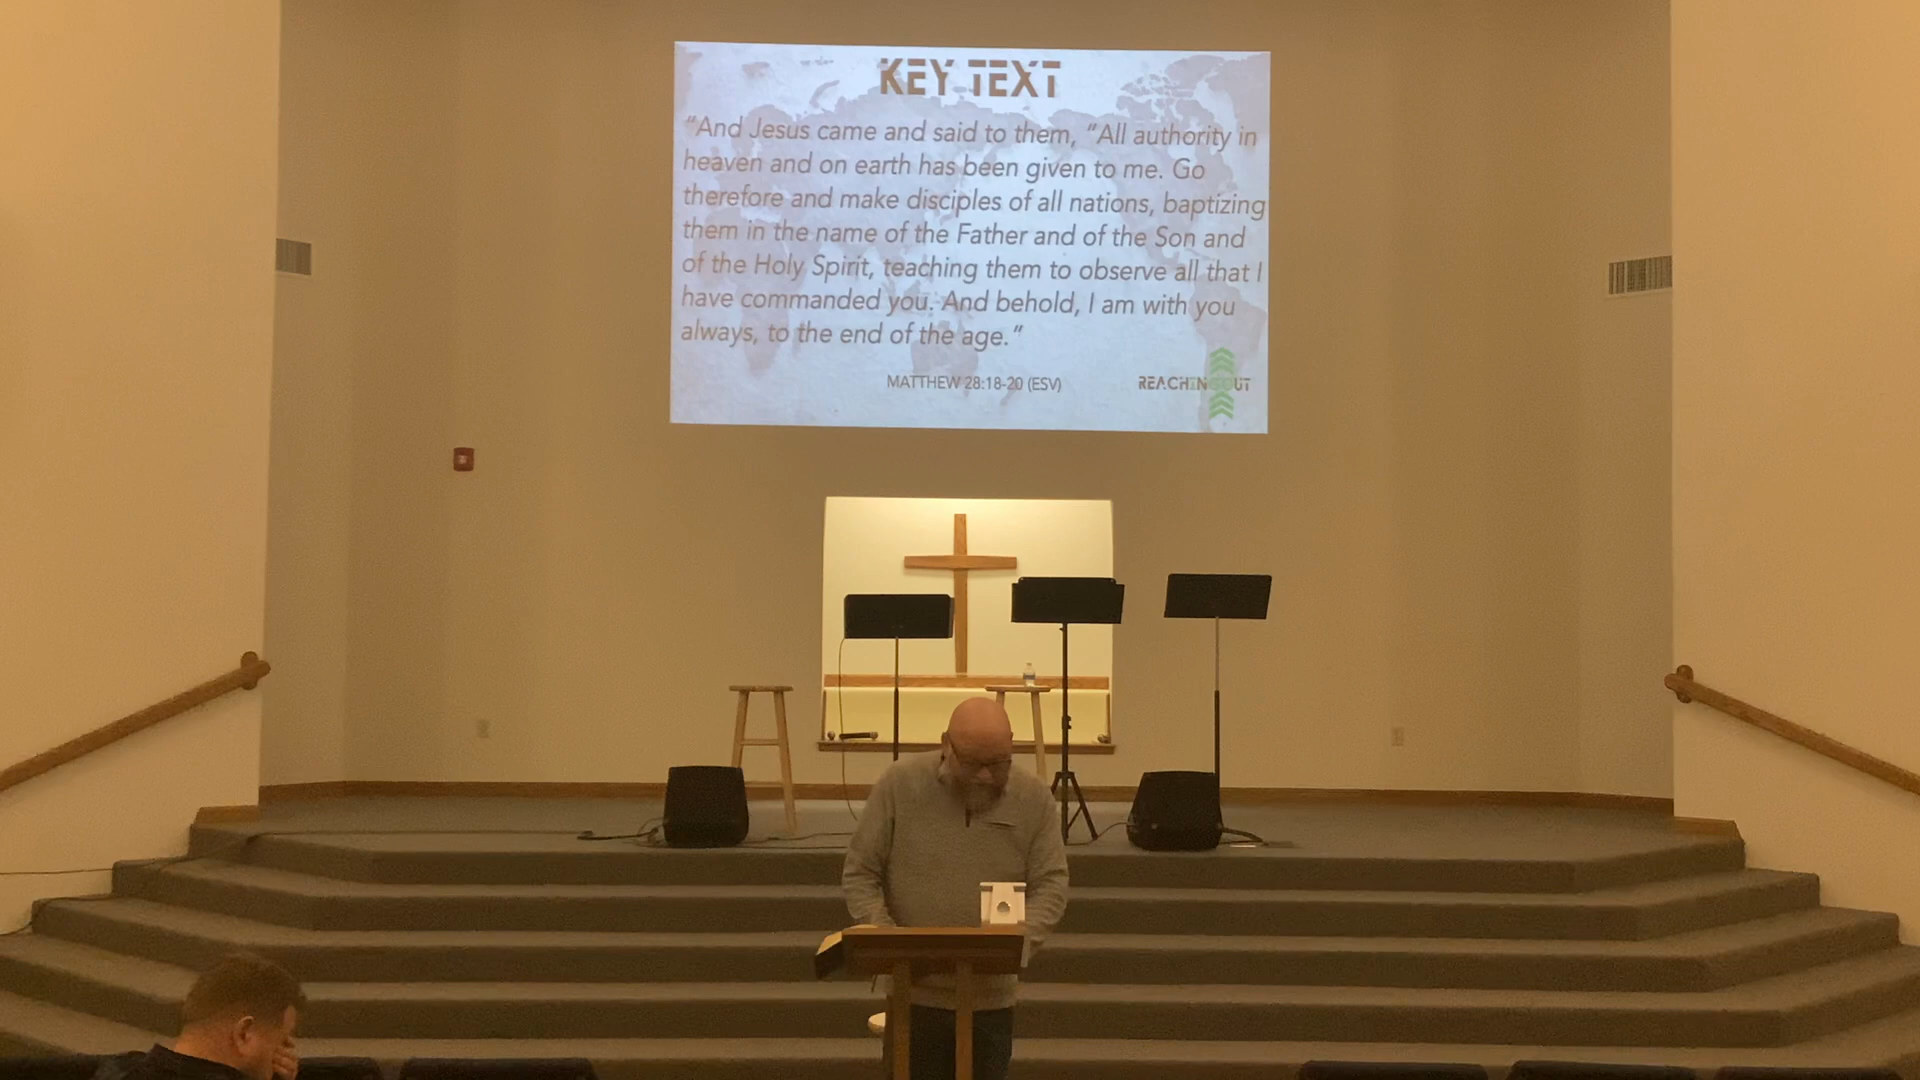 KEY TEXT
“And Jesus came and said to them, “All authority in
heaven and on earth has been given to me. Go
therefore and make disciples of all nations, baptizing
them in the name of the Father and of the Son and
of the Holy Spirit, teaching them to observe all that I
have commanded you. And behold, I am with you
always, to the end of the age.”
MATTHEW 28:18-20 (ESV)
REACHINGOUT